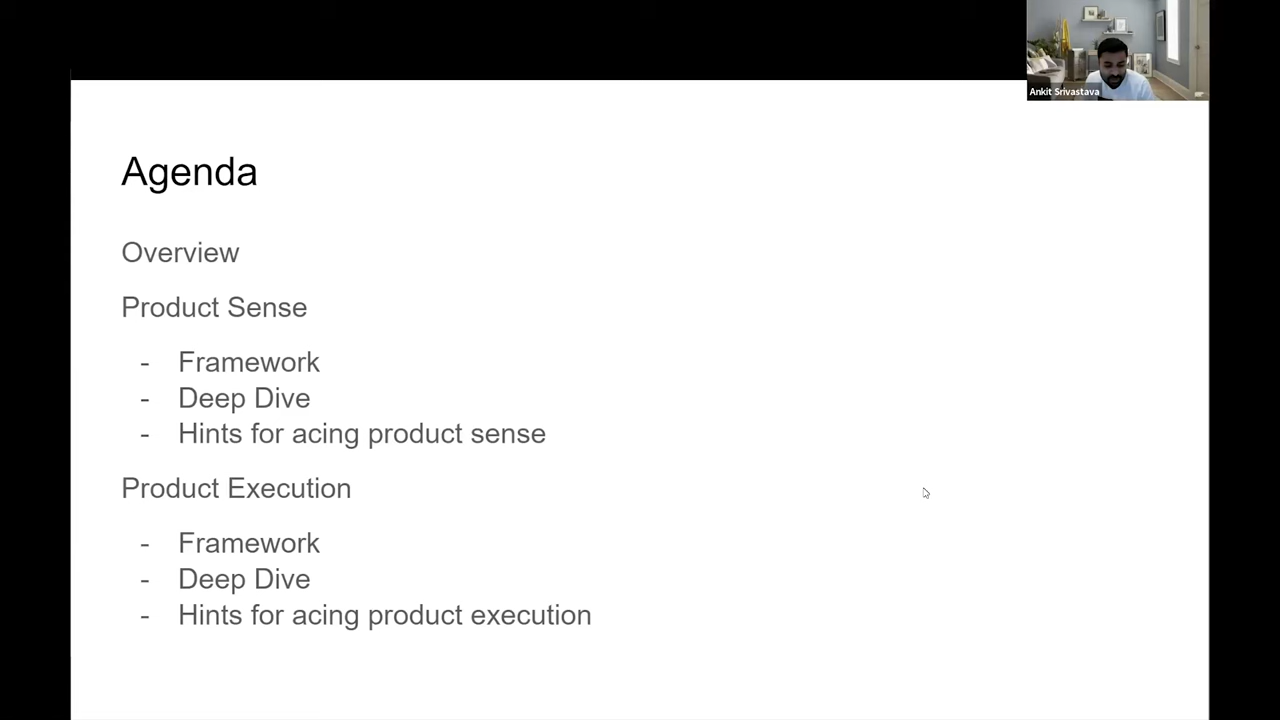 Ankit Srivastava
Agenda
Overview
Product Sense
- Framework
- Deep Dive
- Hints for acing product sense
Product Execution
- Framework
- Deep Dive
- Hints for acing product execution